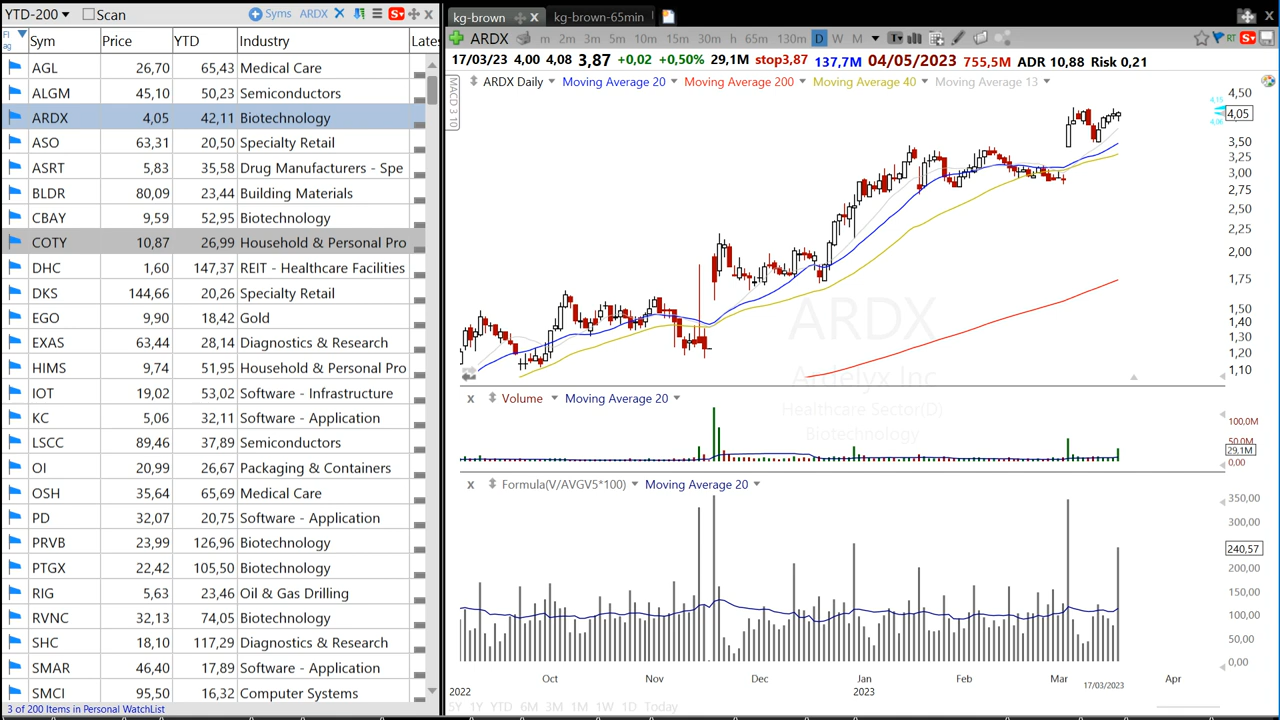 YTD-200 Scan Syms ARDX
Flag Sym Price YTD Industry Late
AGL 26,70 65,43 Medical Care
ALGM 45,10 50,23 Semiconductors
ARDX 4,05 42,11 Biotechnology
ASO 63,31 20,50 Specialty Retail
ASRT 5,83 35,58 Drug Manufacturers - Spe
BLDR 80,09 23,44 Building Materials
CBAY 9,59 52,95 Biotechnology
COTY 10,87 26,99 Household & Personal Pro
DHC 1,60 147,37 REIT - Healthcare Facilities
DKS 144,66 20,26 Specialty Retail
EGO 9,90 18,42 Gold
EXAS 63,44 28,14 Diagnostics & Research
HIMS 9,74 51,95 Household & Personal Pro
IOT 19,02 53,02 Software - Infrastructure
KC 5,06 32,11 Software - Application
LSCC 89,46 37,89 Semiconductors
OI 20,99 26,67 Packaging & Containers
OSH 35,64 65,69 Medical Care
PD 32,07 20,75 Software - Application
PRVB 23,99 126,96 Biotechnology
PTGX 22,42 105,50 Biotechnology
RIG 5,63 23,46 Oil & Gas Drilling
RVNC 32,13 74,05 Biotechnology
SHC 18,10 117,29 Diagnostics & Research
SMAR 46,40 17,89 Software - Application
SMCI 95,50 16,32 Computer Systems
3 of 200 Items in Personal WatchList
kg-brown kg-brown-65min
ARDX m 2m 3m 5m 10m 15m 30m h 65m 130m D W M RT
17/03/23 4,00 4,08 3,87 +0,02 +0,50% 29,1M stop3,87 137,7M 04/05/2023 755,5M ADR 10,88 Risk 0,21
MACD 3 10
ARDX Daily Moving Average 20 Moving Average 200 Moving Average 40 Moving Average 13
4,50
4,05
3,50
3,25
3,00
2,75
2,50
2,25
2,00
1,75
1,50
1,40
1,30
1,20
1,10
ARDX
Amelyx Inc
Healthcare Sector(D)
Biotechnology
X Volume Moving Average 20
100,0M
50,0M
29,1M
0,00
X Formula(V/AVGV5*100) Moving Average 20
350,00
300,00
240,57
200,00
150,00
100,00
50,00
0,00
Oct Nov Dec Jan Feb Mar Apr
2022 2023 17/03/2023
5Y 1Y YTD 6M 3M 1M 1W 1D Today